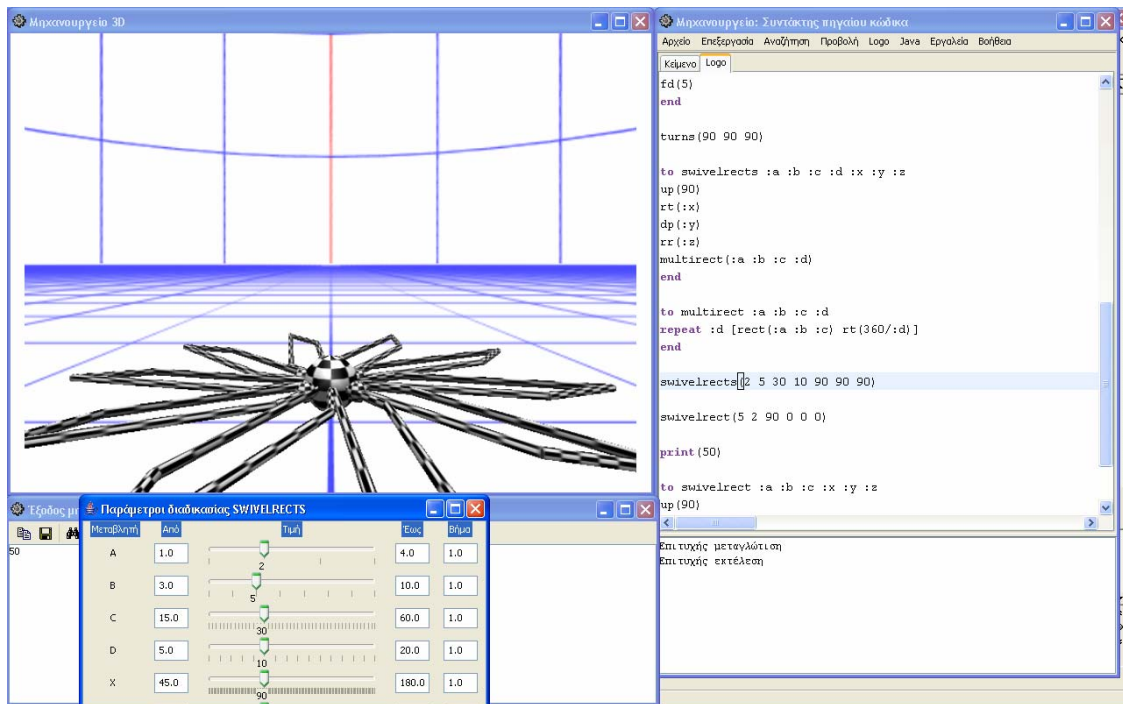 Μηχανουργείο 3D
Μηχανουργείο: Συντάκτης πηγαίου κώδικα
Αρχείο Επεξεργασία Αναζήτηση Προβολή Logo Java Εργαλεία Βοήθεια
Κείμενο Logo
fd(5)
end
turns(90 90 90)
to swivelrects :a :b :c :d :x :y :z
up(90)
rt(:x)
dp(:y)
rr(:z)
multirect(:a :b :c :d)
end
to multirect :a :b :c :d
repeat :d [rect(:a :b :c) rt(360/:d)]
end
swivelrects(2 5 30 10 90 90 90)
swivelrect(5 2 90 0 0 0)
print(50)
to swivelrect :a :b :c :x :y :z
up(90)
Επιτυχής μεταγλώτιση
Επιτυχής εκτέλεση
Έξοδος
50
Παράμετροι διαδικασίας SWIVELRECTS
Μεταβλητή Από Τιμή Έως Βήμα
A 1.0 2 4.0 1.0
B 3.0 5 10.0 1.0
C 15.0 30 60.0 1.0
D 5.0 10 20.0 1.0
X 45.0 90 180.0 1.0